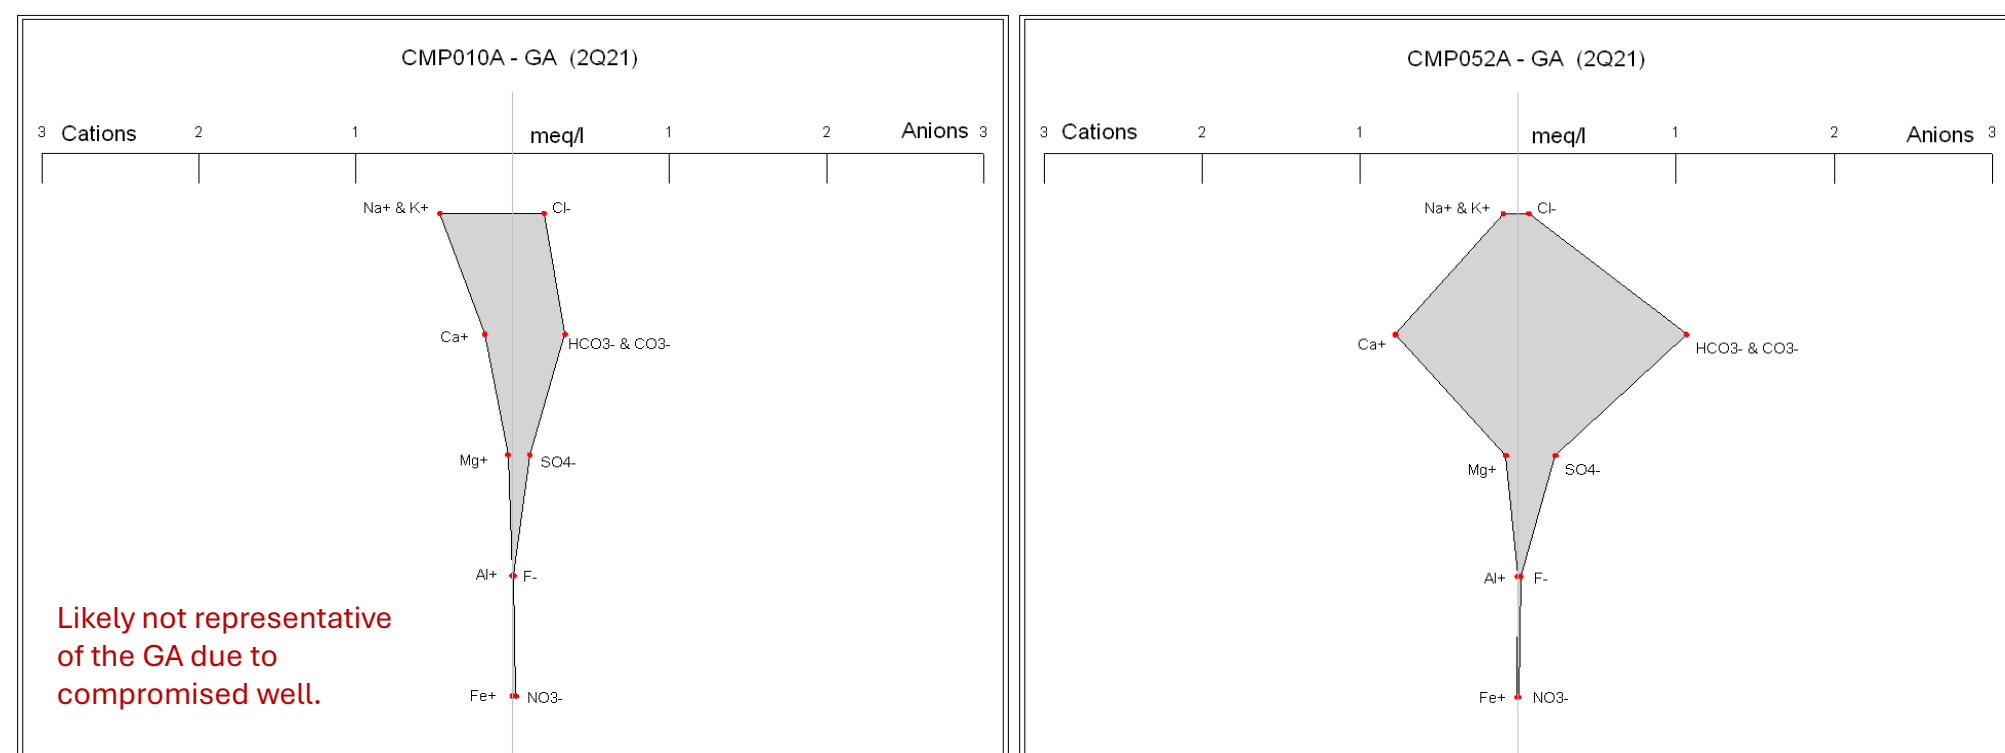 CMP010A - GA (2Q21)
3 Cations 2 1 meq/l 1 2 Anions 3
Na+ & K+ Cl-
Ca+ HCO3- & CO3-
Mg+ SO4-
Al+ F-
Likely not representative
of the GA due to
compromised well.
Fe+ NO3-
CMP052A - GA (2Q21)
3 Cations 2 1 meq/l 1 2 Anions 3
Na+ & K+ Cl-
Ca+ HCO3- & CO3-
Mg+ SO4-
Al+ F-
Fe+ NO3-